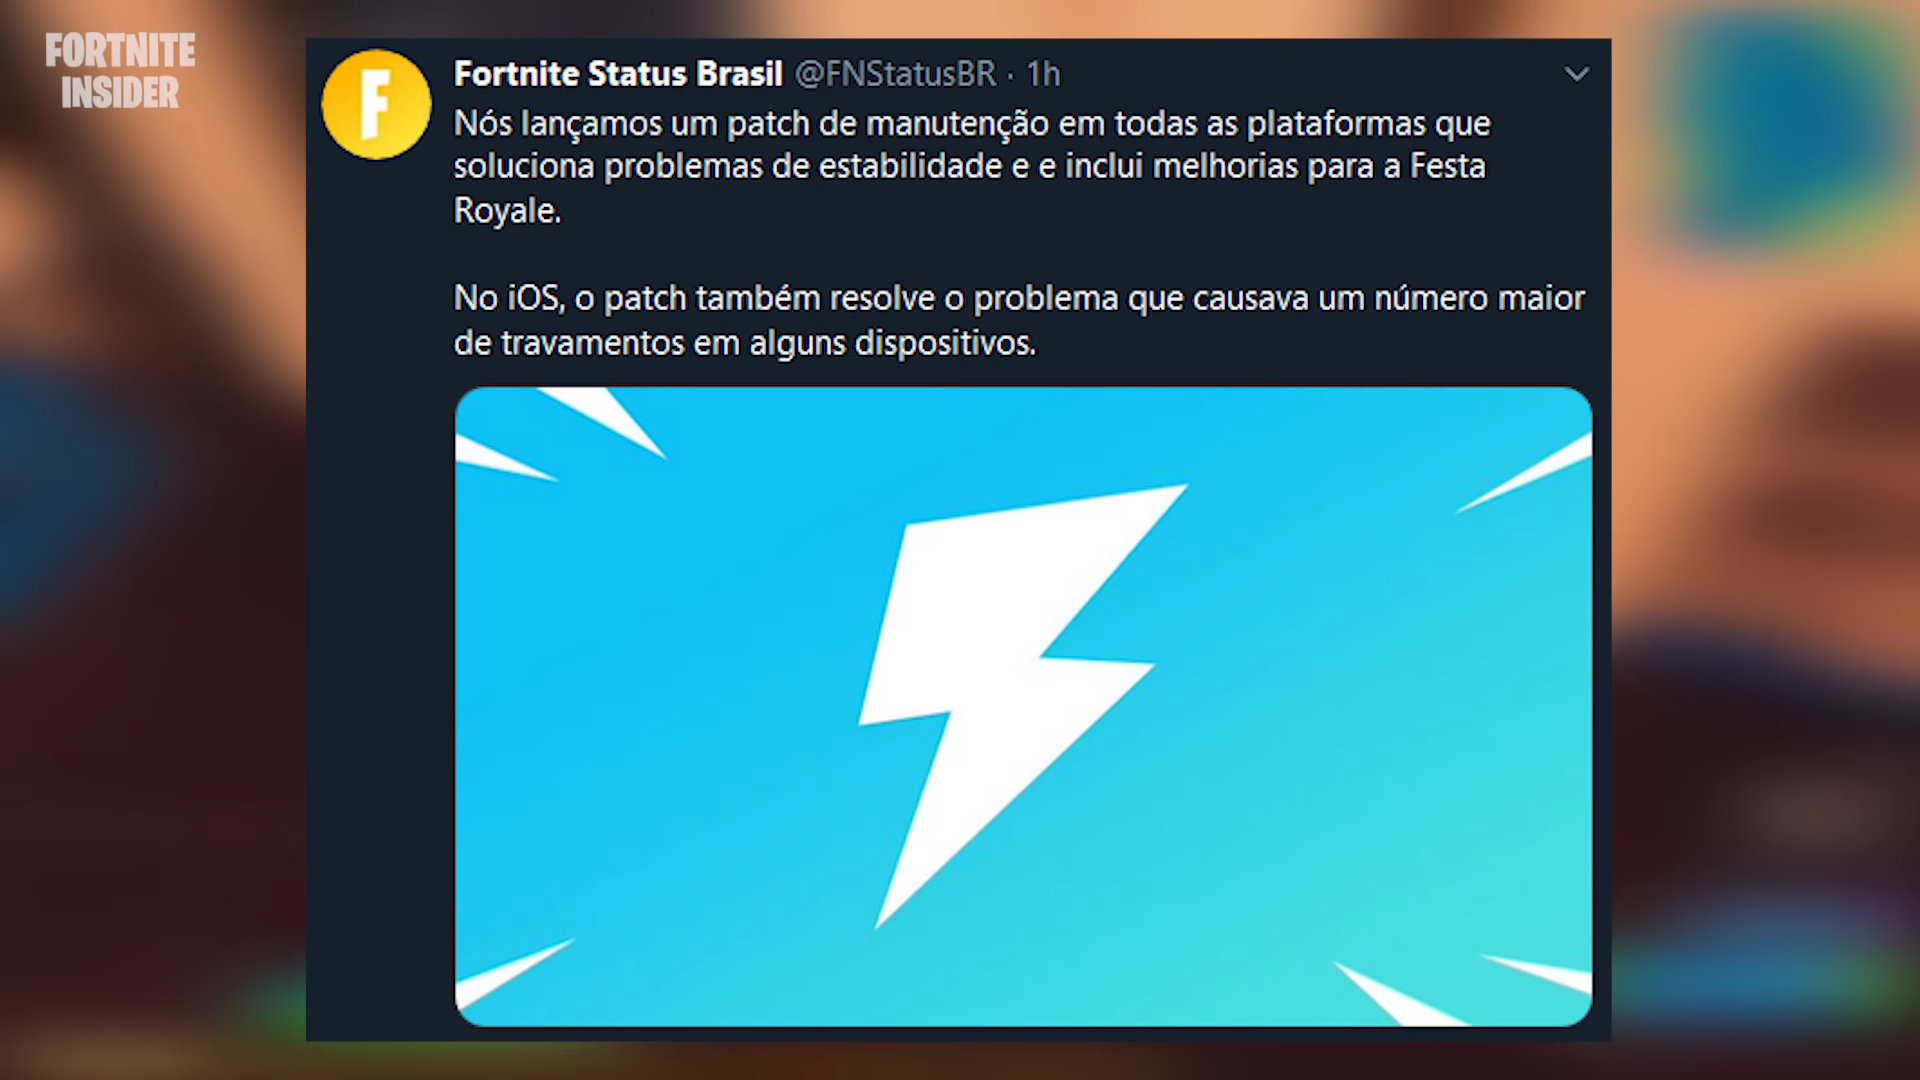 FORTNITE
INSIDER
Fortnite Status Brasil @FNStatusBR · 1h
Nós lançamos um patch de manutenção em todas as plataformas que
soluciona problemas de estabilidade e e inclui melhorias para a Festa
Royale.
No iOS, o patch também resolve o problema que causava um número maior
de travamentos em alguns dispositivos.
F